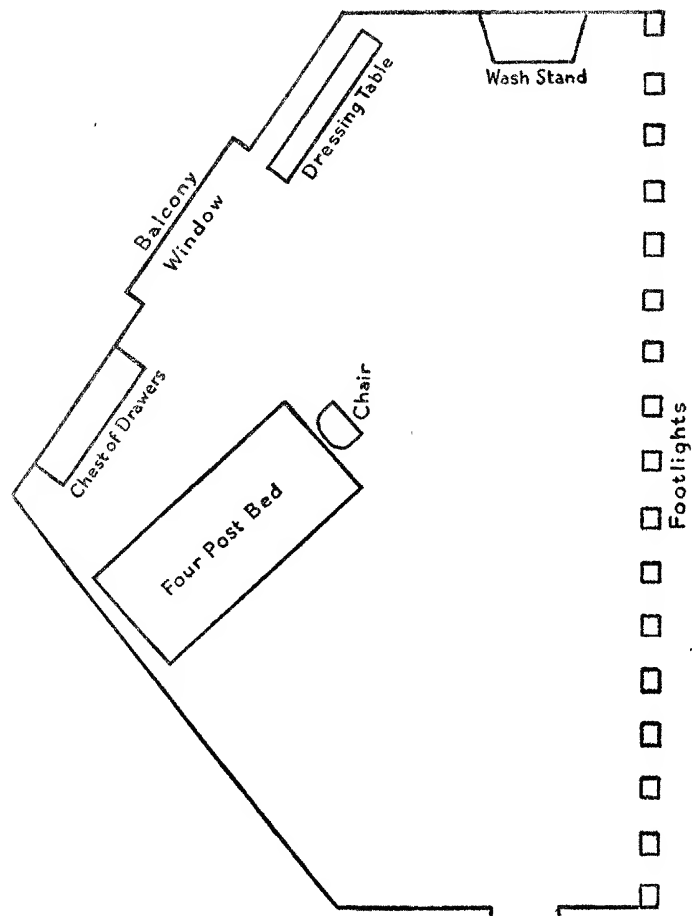 Wash Stand
Dressing Table
Balcony
Window
Chest of Drawers
Chair
Four Post Bed
Footlights